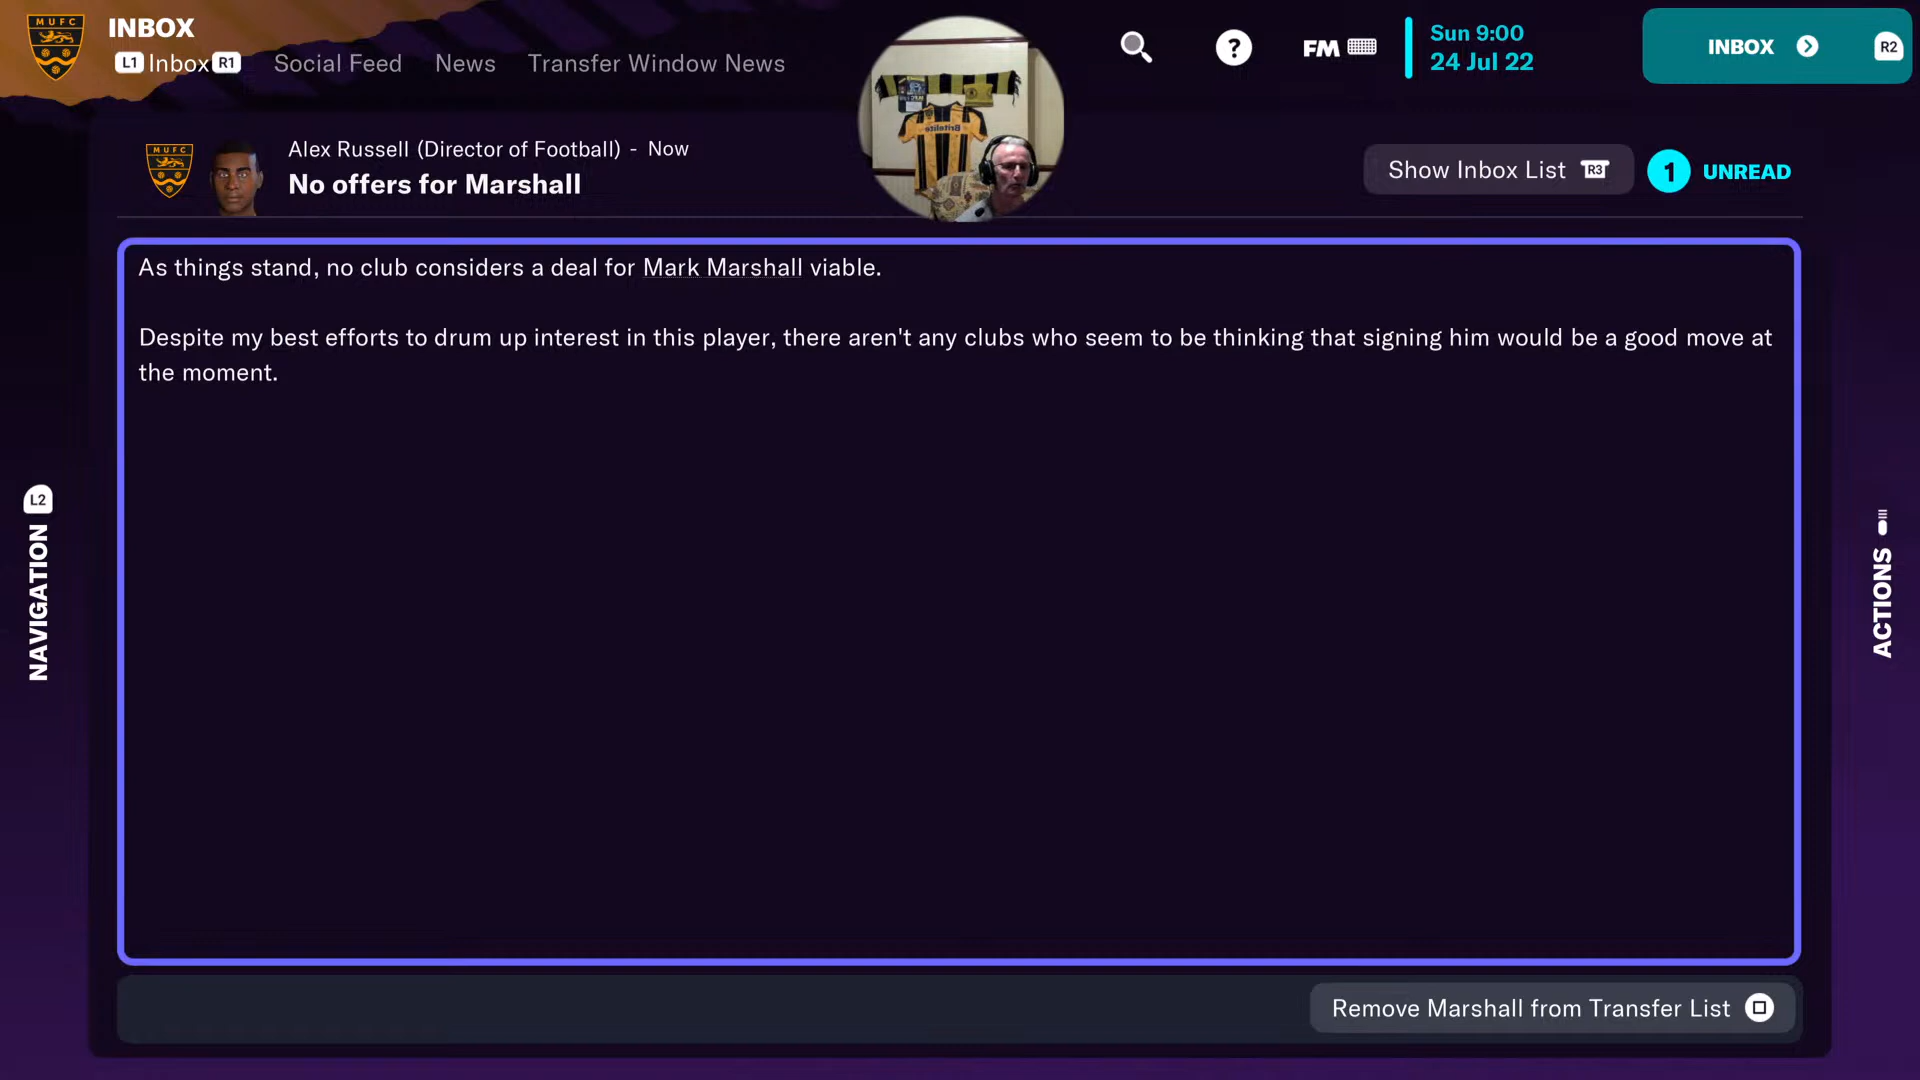 MUFC
INBOX
L1 Inbox R1 Social Feed News Transfer Window News
?
FM
Sun 9:00
24 Jul 22
INBOX
R2
MUFC
Alex Russell (Director of Football) - Now
No offers for Marshall
Britelite
Show Inbox List R3
1 UNREAD
As things stand, no club considers a deal for Mark Marshall viable.
Despite my best efforts to drum up interest in this player, there aren't any clubs who seem to be thinking that signing him would be a good move at
the moment.
L2
NAVIGATION
ACTIONS
Remove Marshall from Transfer List